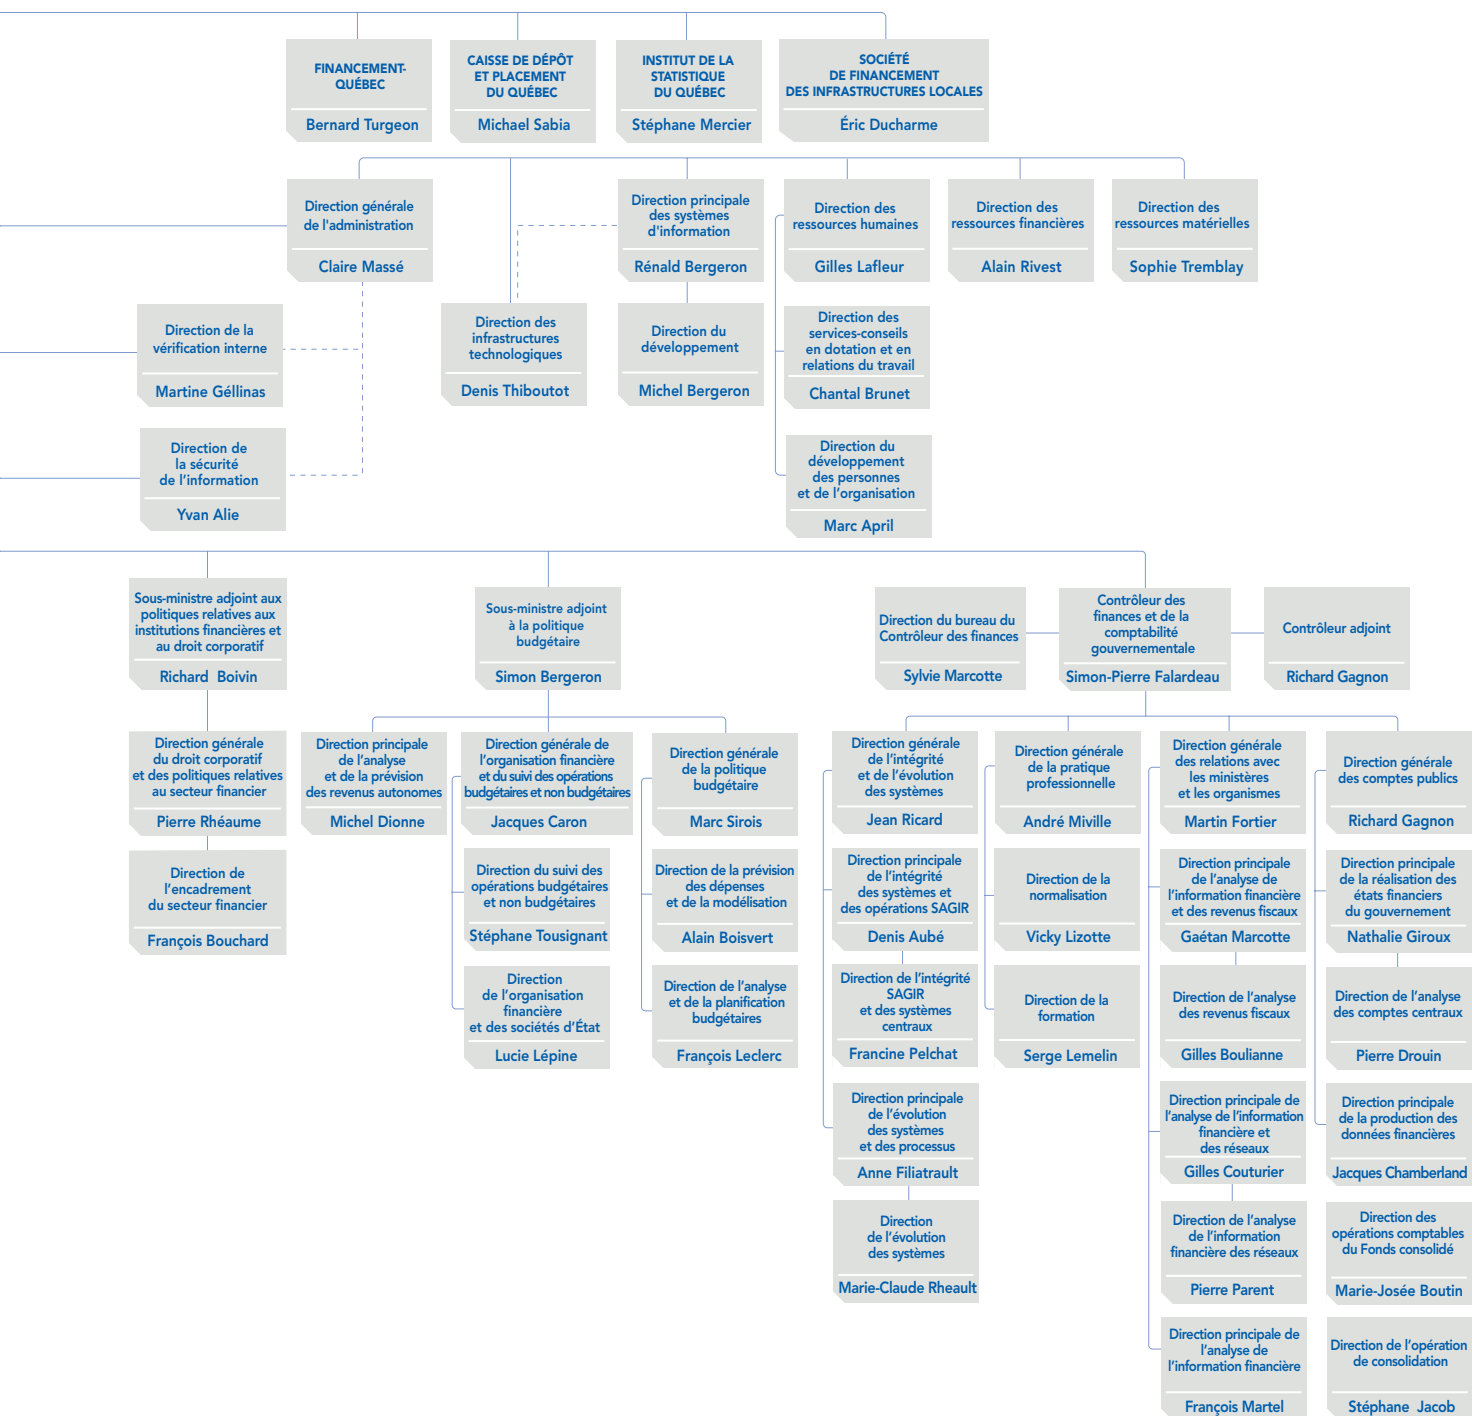 FINANCEMENT-
QUÉBEC
Bernard Turgeon
CAISSE DE DÉPÔT
ET PLACEMENT
DU QUÉBEC
Michael Sabia
INSTITUT DE LA
STATISTIQUE
DU QUÉBEC
Stéphane Mercier
SOCIÉTÉ
DE FINANCEMENT
DES INFRASTRUCTURES LOCALES
Éric Ducharme
Direction générale
de l'administration
Claire Massé
Direction principale
des systèmes
d'information
Rénald Bergeron
Direction des
ressources humaines
Gilles Lafleur
Direction des
ressources financières
Alain Rivest
Direction des
ressources matérielles
Sophie Tremblay
Direction de la
vérification interne
Martine Géllinas
Direction des
infrastructures
technologiques
Denis Thiboutot
Direction du
développement
Michel Bergeron
Direction des
services-conseils
en dotation et en
relations du travail
Chantal Brunet
Direction de
la sécurité
de l’information
Yvan Alie
Direction du
développement
des personnes
et de l’organisation
Marc April
Sous-ministre adjoint aux
politiques relatives aux
institutions financières et
au droit corporatif
Richard Boivin
Sous-ministre adjoint
à la politique
budgétaire
Simon Bergeron
Direction du bureau du
Contrôleur des finances
Sylvie Marcotte
Contrôleur des
finances et de la
comptabilité
gouvernementale
Simon-Pierre Falardeau
Contrôleur adjoint
Richard Gagnon
Direction générale
du droit corporatif
et des politiques relatives
au secteur financier
Pierre Rhéaume
Direction principale
de l’analyse
et de la prévision
des revenus autonomes
Michel Dionne
Direction générale de
l’organisation financière
et du suivi des opérations
budgétaires et non budgétaires
Jacques Caron
Direction générale
de la politique
budgétaire
Marc Sirois
Direction générale
de l’intégrité
et de l’évolution
des systèmes
Jean Ricard
Direction générale
de la pratique
professionnelle
André Miville
Direction générale
des relations avec
les ministères
et les organismes
Martin Fortier
Direction générale
des comptes publics
Richard Gagnon
Direction de
l’encadrement
du secteur financier
François Bouchard
Direction du suivi des
opérations budgétaires
et non budgétaires
Stéphane Tousignant
Direction de la prévision
des dépenses
et de la modélisation
Alain Boisvert
Direction principale
de l’intégrité
des systèmes et
des opérations SAGIR
Denis Aubé
Direction de la
normalisation
Vicky Lizotte
Direction principale
de l’analyse de
l’information financière
et des revenus fiscaux
Gaétan Marcotte
Direction principale
de la réalisation des
états financiers
du gouvernement
Nathalie Giroux
Direction
de l’organisation
financière
et des sociétés d’État
Lucie Lépine
Direction de l’analyse
et de la planification
budgétaires
François Leclerc
Direction de l’intégrité
SAGIR
et des systèmes
centraux
Francine Pelchat
Direction de la
formation
Serge Lemelin
Direction de l’analyse
des revenus fiscaux
Gilles Boulianne
Direction de l’analyse
des comptes centraux
Pierre Drouin
Direction principale
de l’évolution
des systèmes
et des processus
Anne Filiatrault
Direction principale de
l’analyse de l’information
financière et
des réseaux
Gilles Couturier
Direction principale
de la production des
données financières
Jacques Chamberland
Direction
de l’évolution
des systèmes
Marie-Claude Rheault
Direction de l’analyse
de l’information
financière des réseaux
Pierre Parent
Direction des
opérations comptables
du Fonds consolidé
Marie-Josée Boutin
Direction principale de
l’analyse de
l’information financière
François Martel
Direction de l’opération
de consolidation
Stéphane Jacob